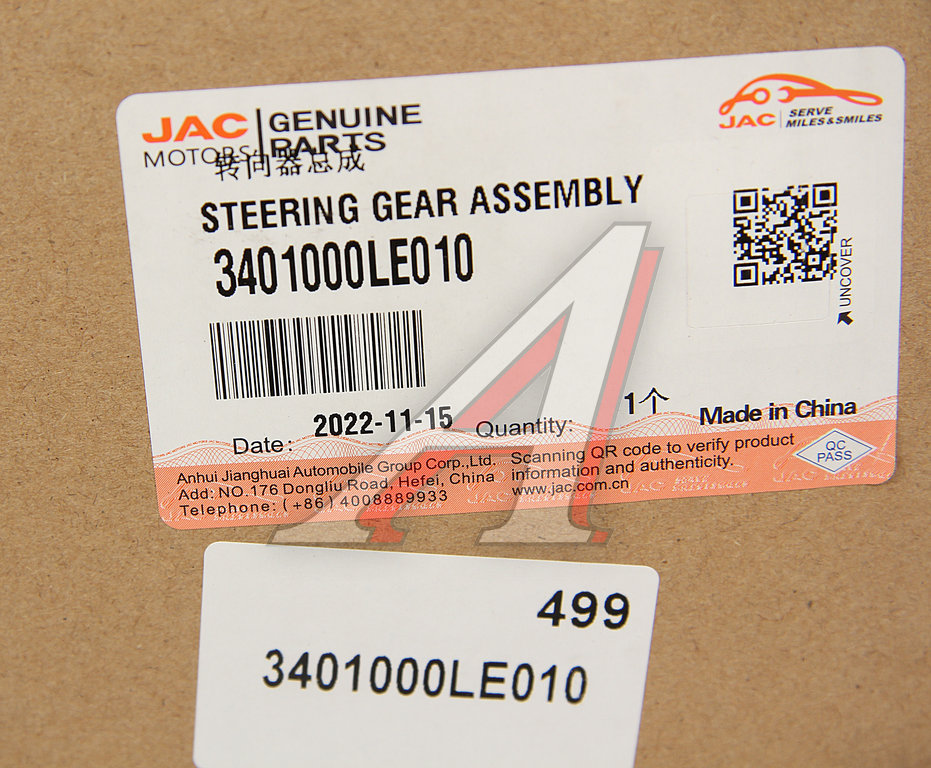 JAC
MOTORS
GENUINE
PARTS
JAC
SERVE
MILES & SMILES
转向器总成
STEERING GEAR ASSEMBLY
3401000LE010
UNCOVER
Date: 2022-11-15
Quantity: 1个
Made in China
Anhui Jianghuai Automobile Group Corp.,Ltd.
Add: NO.176 Dongliu Road, Hefei, China
Telephone: (+86) 4008889933
Scanning QR code to verify product
information and authenticity.
www.jac.com.cn
QC
PASS
499
3401000LE010